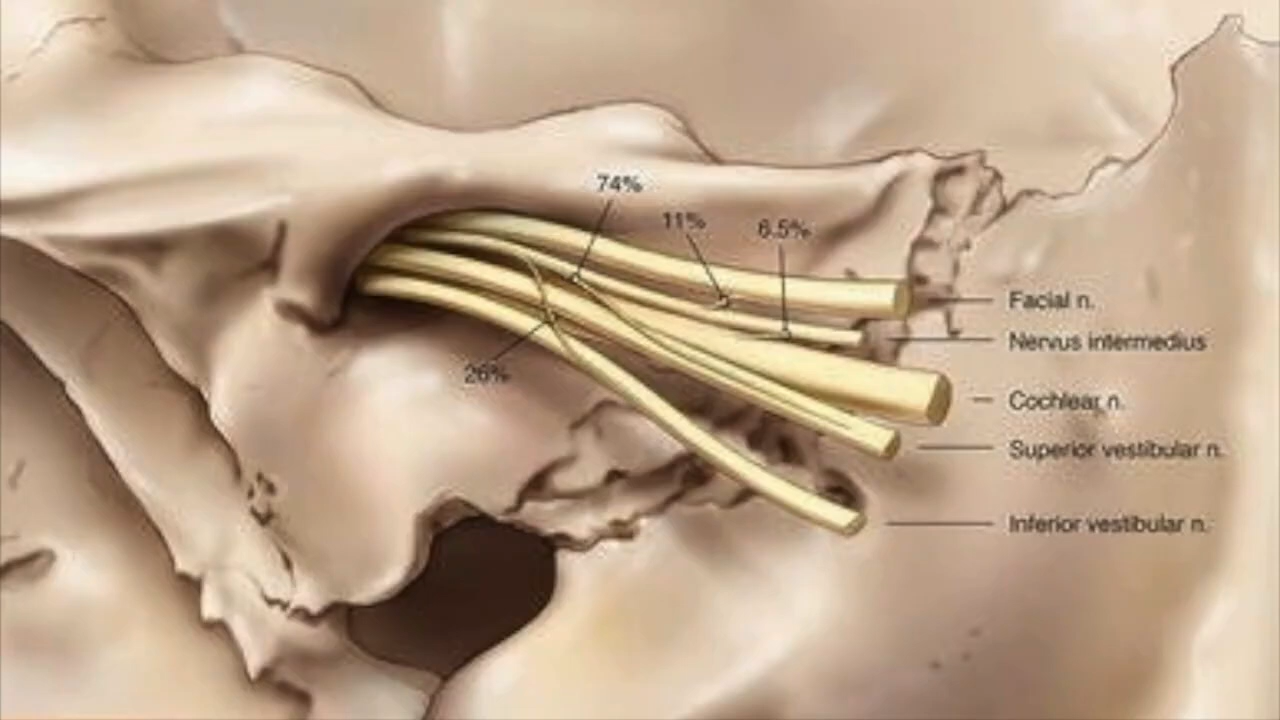 74%
11%
6.5%
Facial n.
Nervus intermedius
26%
Cochlear n.
Superior vestibular n.
Inferior vestibular n.